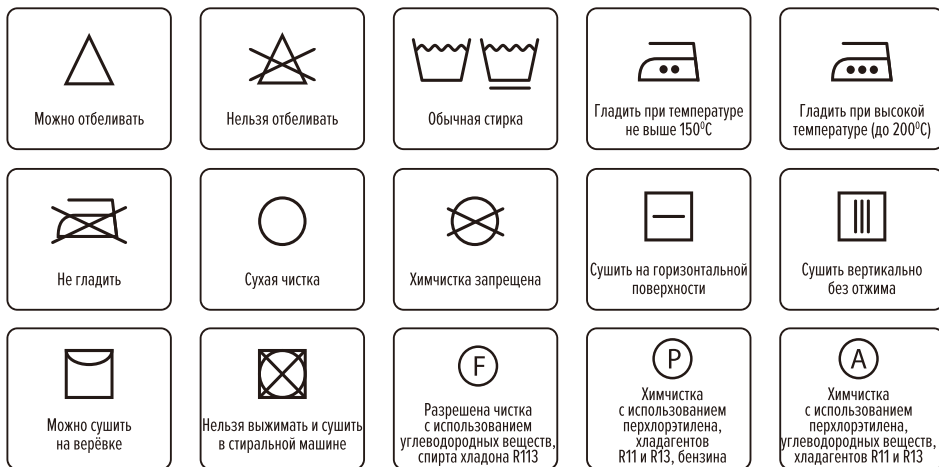 Можно отбеливать
Нельзя отбеливать
Обычная стирка
Гладить при температуре
не выше 150⁰С
Гладить при высокой
температуре (до 200⁰С)
Не гладить
Сухая чистка
Химчистка запрещена
Сушить на горизонтальной
поверхности
Сушить вертикально
без отжима
Можно сушить
на верёвке
Нельзя выжимать и сушить
в стиральной машине
F
Разрешена чистка
с использованием
углеводородных веществ,
спирта хладона R113
P
Химчистка
с использованием
перхлорэтилена,
хладагентов
R11 и R13, бензина
A
Химчистка
с использованием
перхлорэтилена,
углеводородных веществ,
хладагентов R11 и R13